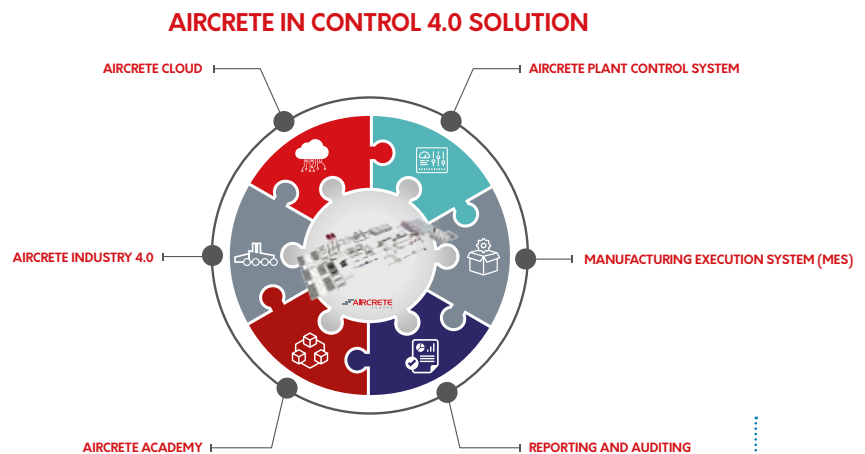 AIRCRETE IN CONTROL 4.0 SOLUTION
AIRCRETE CLOUD
AIRCRETE PLANT CONTROL SYSTEM
AIRCRETE INDUSTRY 4.0
MANUFACTURING EXECUTION SYSTEM (MES)
AIRCRETE
EUROPE
AIRCRETE ACADEMY
REPORTING AND AUDITING